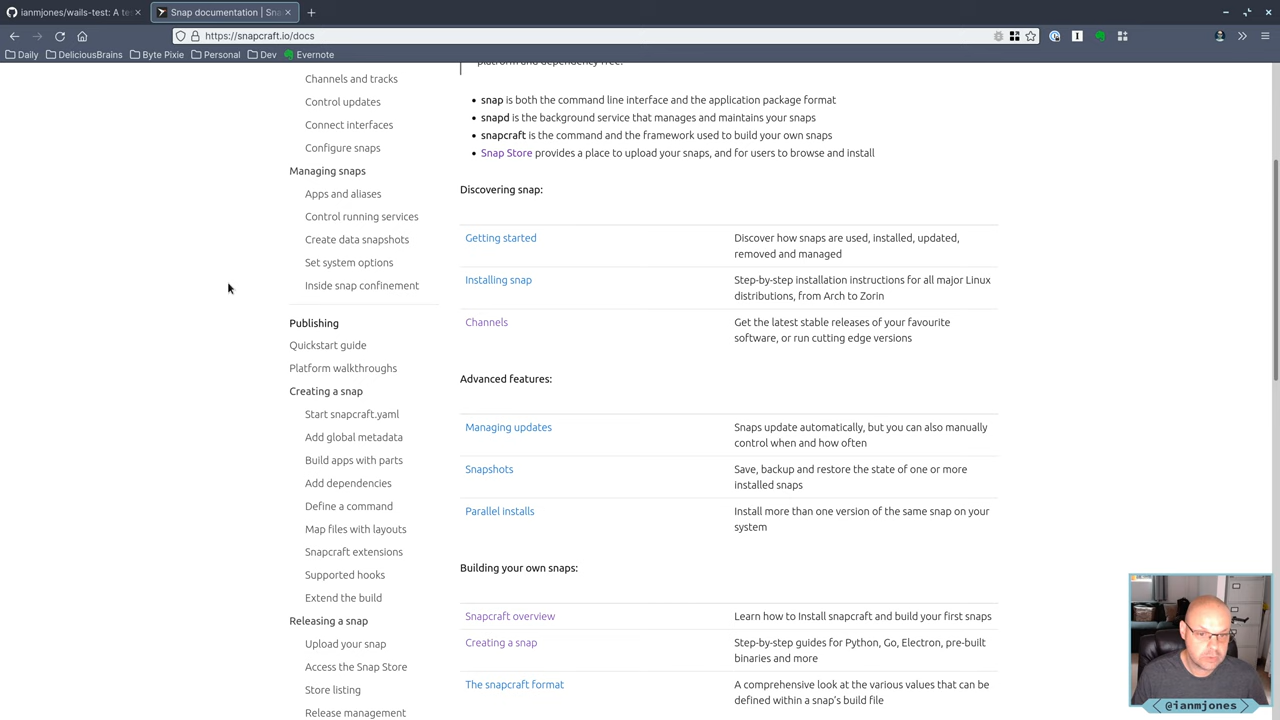 ianmjones/wails-test: A te
Snap documentation | Sna
https://snapcraft.io/docs
Daily
DeliciousBrains
Byte Pixie
Personal
Dev
Evernote
Channels and tracks
Control updates
Connect interfaces
Configure snaps
Managing snaps
Apps and aliases
Control running services
Create data snapshots
Set system options
Inside snap confinement
Publishing
Quickstart guide
Platform walkthroughs
Creating a snap
Start snapcraft.yaml
Add global metadata
Build apps with parts
Add dependencies
Define a command
Map files with layouts
Snapcraft extensions
Supported hooks
Extend the build
Releasing a snap
Upload your snap
Access the Snap Store
Store listing
Release management
platform and dependency free.
• snap is both the command line interface and the application package format
• snapd is the background service that manages and maintains your snaps
• snapcraft is the command and the framework used to build your own snaps
• Snap Store provides a place to upload your snaps, and for users to browse and install
Discovering snap:
Getting started
Discover how snaps are used, installed, updated,
removed and managed
Installing snap
Step-by-step installation instructions for all major Linux
distributions, from Arch to Zorin
Channels
Get the latest stable releases of your favourite
software, or run cutting edge versions
Advanced features:
Managing updates
Snaps update automatically, but you can also manually
control when and how often
Snapshots
Save, backup and restore the state of one or more
installed snaps
Parallel installs
Install more than one version of the same snap on your
system
Building your own snaps:
Snapcraft overview
Learn how to Install snapcraft and build your first snaps
Creating a snap
Step-by-step guides for Python, Go, Electron, pre-built
binaries and more
The snapcraft format
A comprehensive look at the various values that can be
defined within a snap's build file
@ianmjones